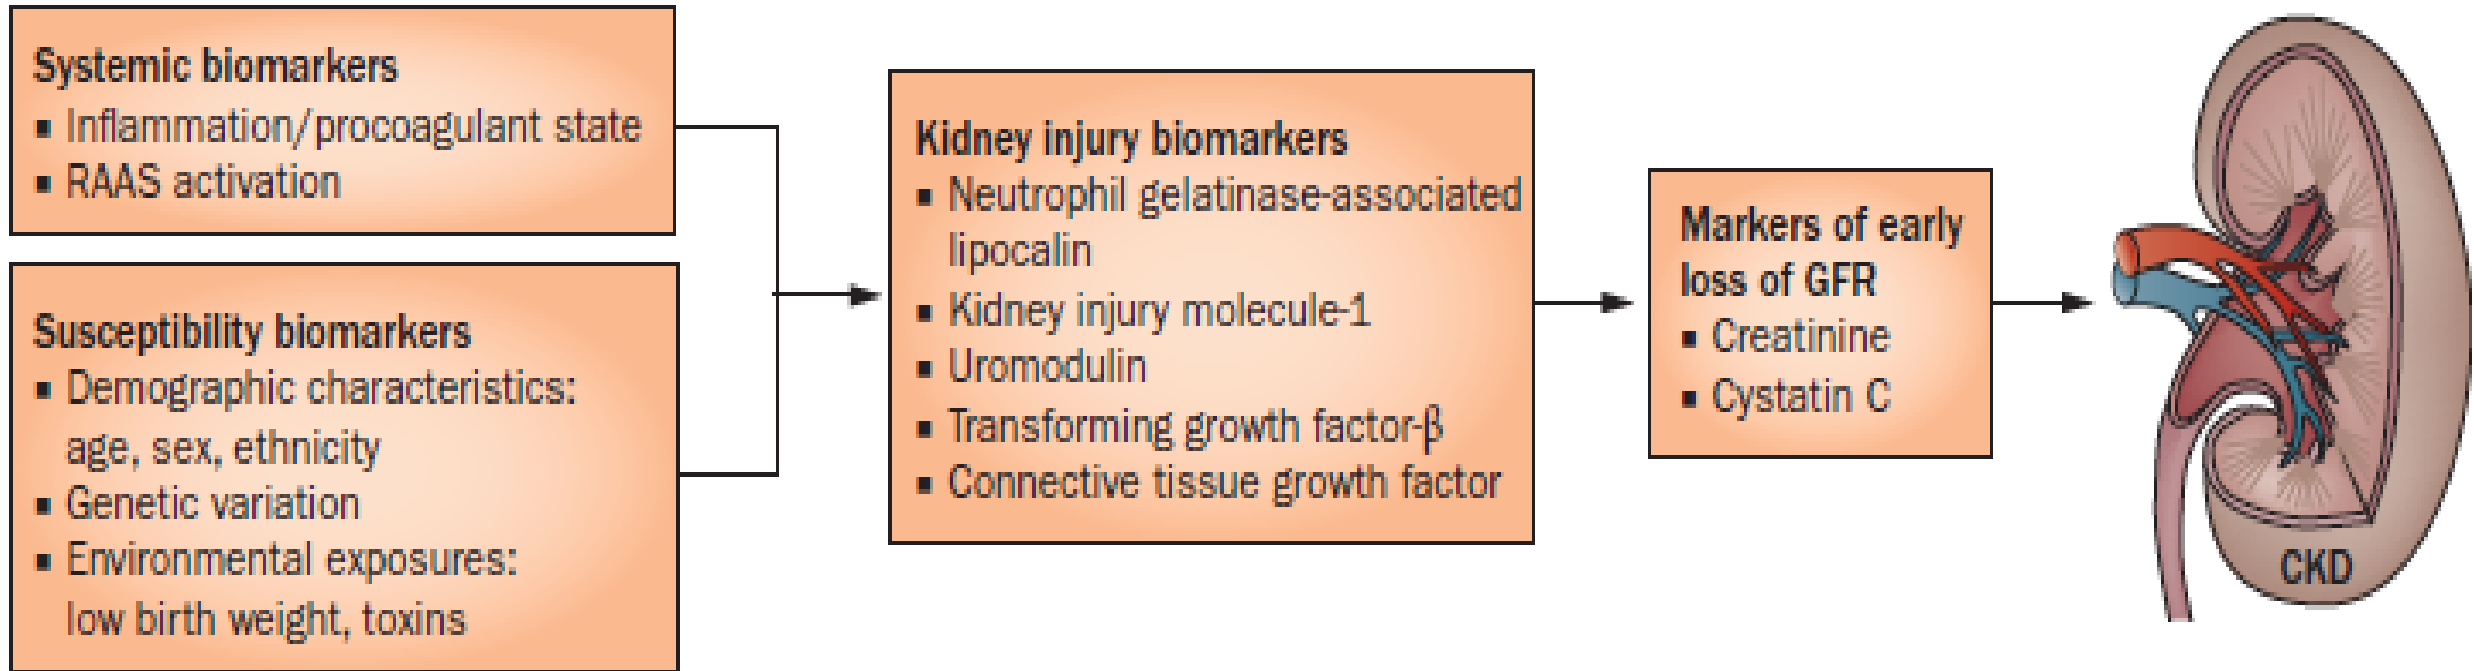 Systemic biomarkers
▪ Inflammation/procoagulant state
▪ RAAS activation
Susceptibility biomarkers
▪ Demographic characteristics:
age, sex, ethnicity
▪ Genetic variation
▪ Environmental exposures:
low birth weight, toxins
Kidney injury biomarkers
▪ Neutrophil gelatinase-associated
lipocalin
▪ Kidney injury molecule-1
▪ Uromodulin
▪ Transforming growth factor-β
▪ Connective tissue growth factor
Markers of early
loss of GFR
▪ Creatinine
▪ Cystatin C
CKD